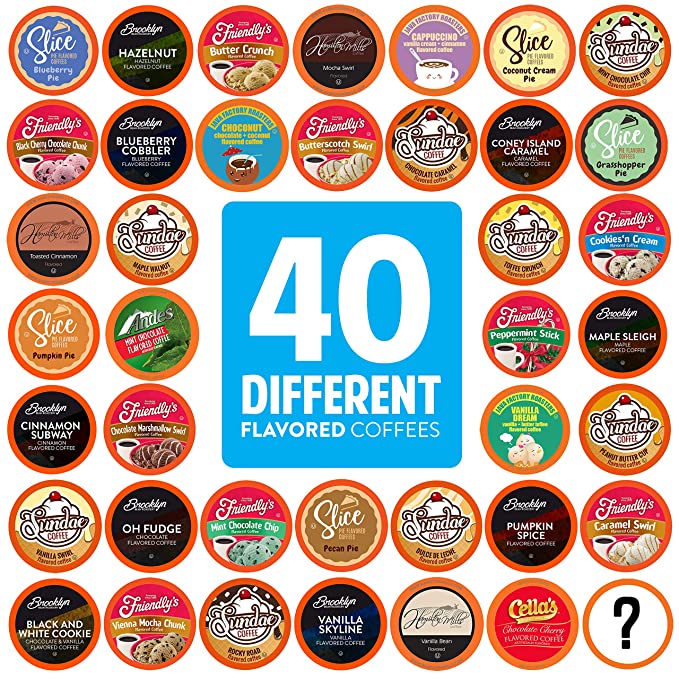 Slice
PIE FLAVORED
COFFEES
Blueberry
Pie
Brooklyn
HAZELNUT
HAZELNUT
FLAVORED COFFEE
Friendly's
Butter Crunch
Flavored Coffee
Hamilton Mills
Mocha Swirl
Flavored
LOVE FACTORY ROASTERS
CAPPUCCINO
vanilla cream + cinnamon
flavored coffee
Slice
PIE FLAVORED
COFFEES
Coconut Cream
Pie
Sundae
COFFEE
MINT CHOCOLATE CHIP
flavored coffee
Friendly's
Black Cherry Chocolate Chunk
Flavored Coffee
Brooklyn
BLUEBERRY
COBBLER
BLUEBERRY
FLAVORED COFFEE
LOVE FACTORY ROASTERS
CHOCONUT
chocolate + coconut
flavored coffee
Friendly's
Butterscotch Swirl
Flavored Coffee
Sundae
COFFEE
CHOCOLATE CARAMEL
flavored coffee
Brooklyn
CONEY ISLAND
CARAMEL
CARAMEL
FLAVORED COFFEE
Slice
PIE FLAVORED
COFFEES
Grasshopper
Pie
Hamilton Mills
Toasted Cinnamon
Flavored
Sundae
COFFEE
MAPLE WALNUT
flavored coffee
40
DIFFERENT
FLAVORED COFFEES
Sundae
COFFEE
TOFFEE CRUNCH
flavored coffee
Friendly's
Cookies'n Cream
Flavored Coffee
Slice
PIE FLAVORED
COFFEES
Pumpkin Pie
Andes
MINT CHOCOLATE
FLAVORED COFFEE
Friendly's
Peppermint Stick
Flavored Coffee
Brooklyn
MAPLE SLEIGH
MAPLE
FLAVORED COFFEE
Brooklyn
CINNAMON
SUBWAY
CINNAMON
FLAVORED COFFEE
Friendly's
Chocolate Marshmallow Swirl
Flavored Coffee
LOVE FACTORY ROASTERS
VANILLA
DREAM
vanilla + butter toffee
flavored coffee
Sundae
COFFEE
PEANUT BUTTER CUP
flavored coffee
Sundae
COFFEE
VANILLA SWIRL
flavored coffee
Brooklyn
OH FUDGE
CHOCOLATE
FLAVORED COFFEE
Friendly's
Mint Chocolate Chip
Flavored Coffee
Slice
PIE FLAVORED
COFFEES
Pecan Pie
Sundae
COFFEE
DULCE DE LECHE
flavored coffee
Brooklyn
PUMPKIN
SPICE
FLAVORED COFFEE
Friendly's
Caramel Swirl
Flavored Coffee
Brooklyn
BLACK AND
WHITE COOKIE
CHOCOLATE & VANILLA
FLAVORED COFFEE
Friendly's
Vienna Mocha Chunk
Flavored Coffee
Sundae
COFFEE
ROCKY ROAD
flavored coffee
Brooklyn
VANILLA
SKYLINE
VANILLA
FLAVORED COFFEE
Hamilton Mills
Vanilla Bean
Flavored
Cella's
Chocolate Cherry
FLAVORED COFFEE
?